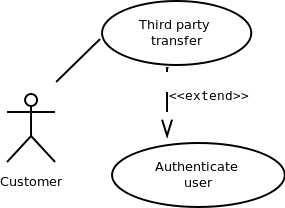 Third party
transfer
<<extend>>
Authenticate
user
Customer